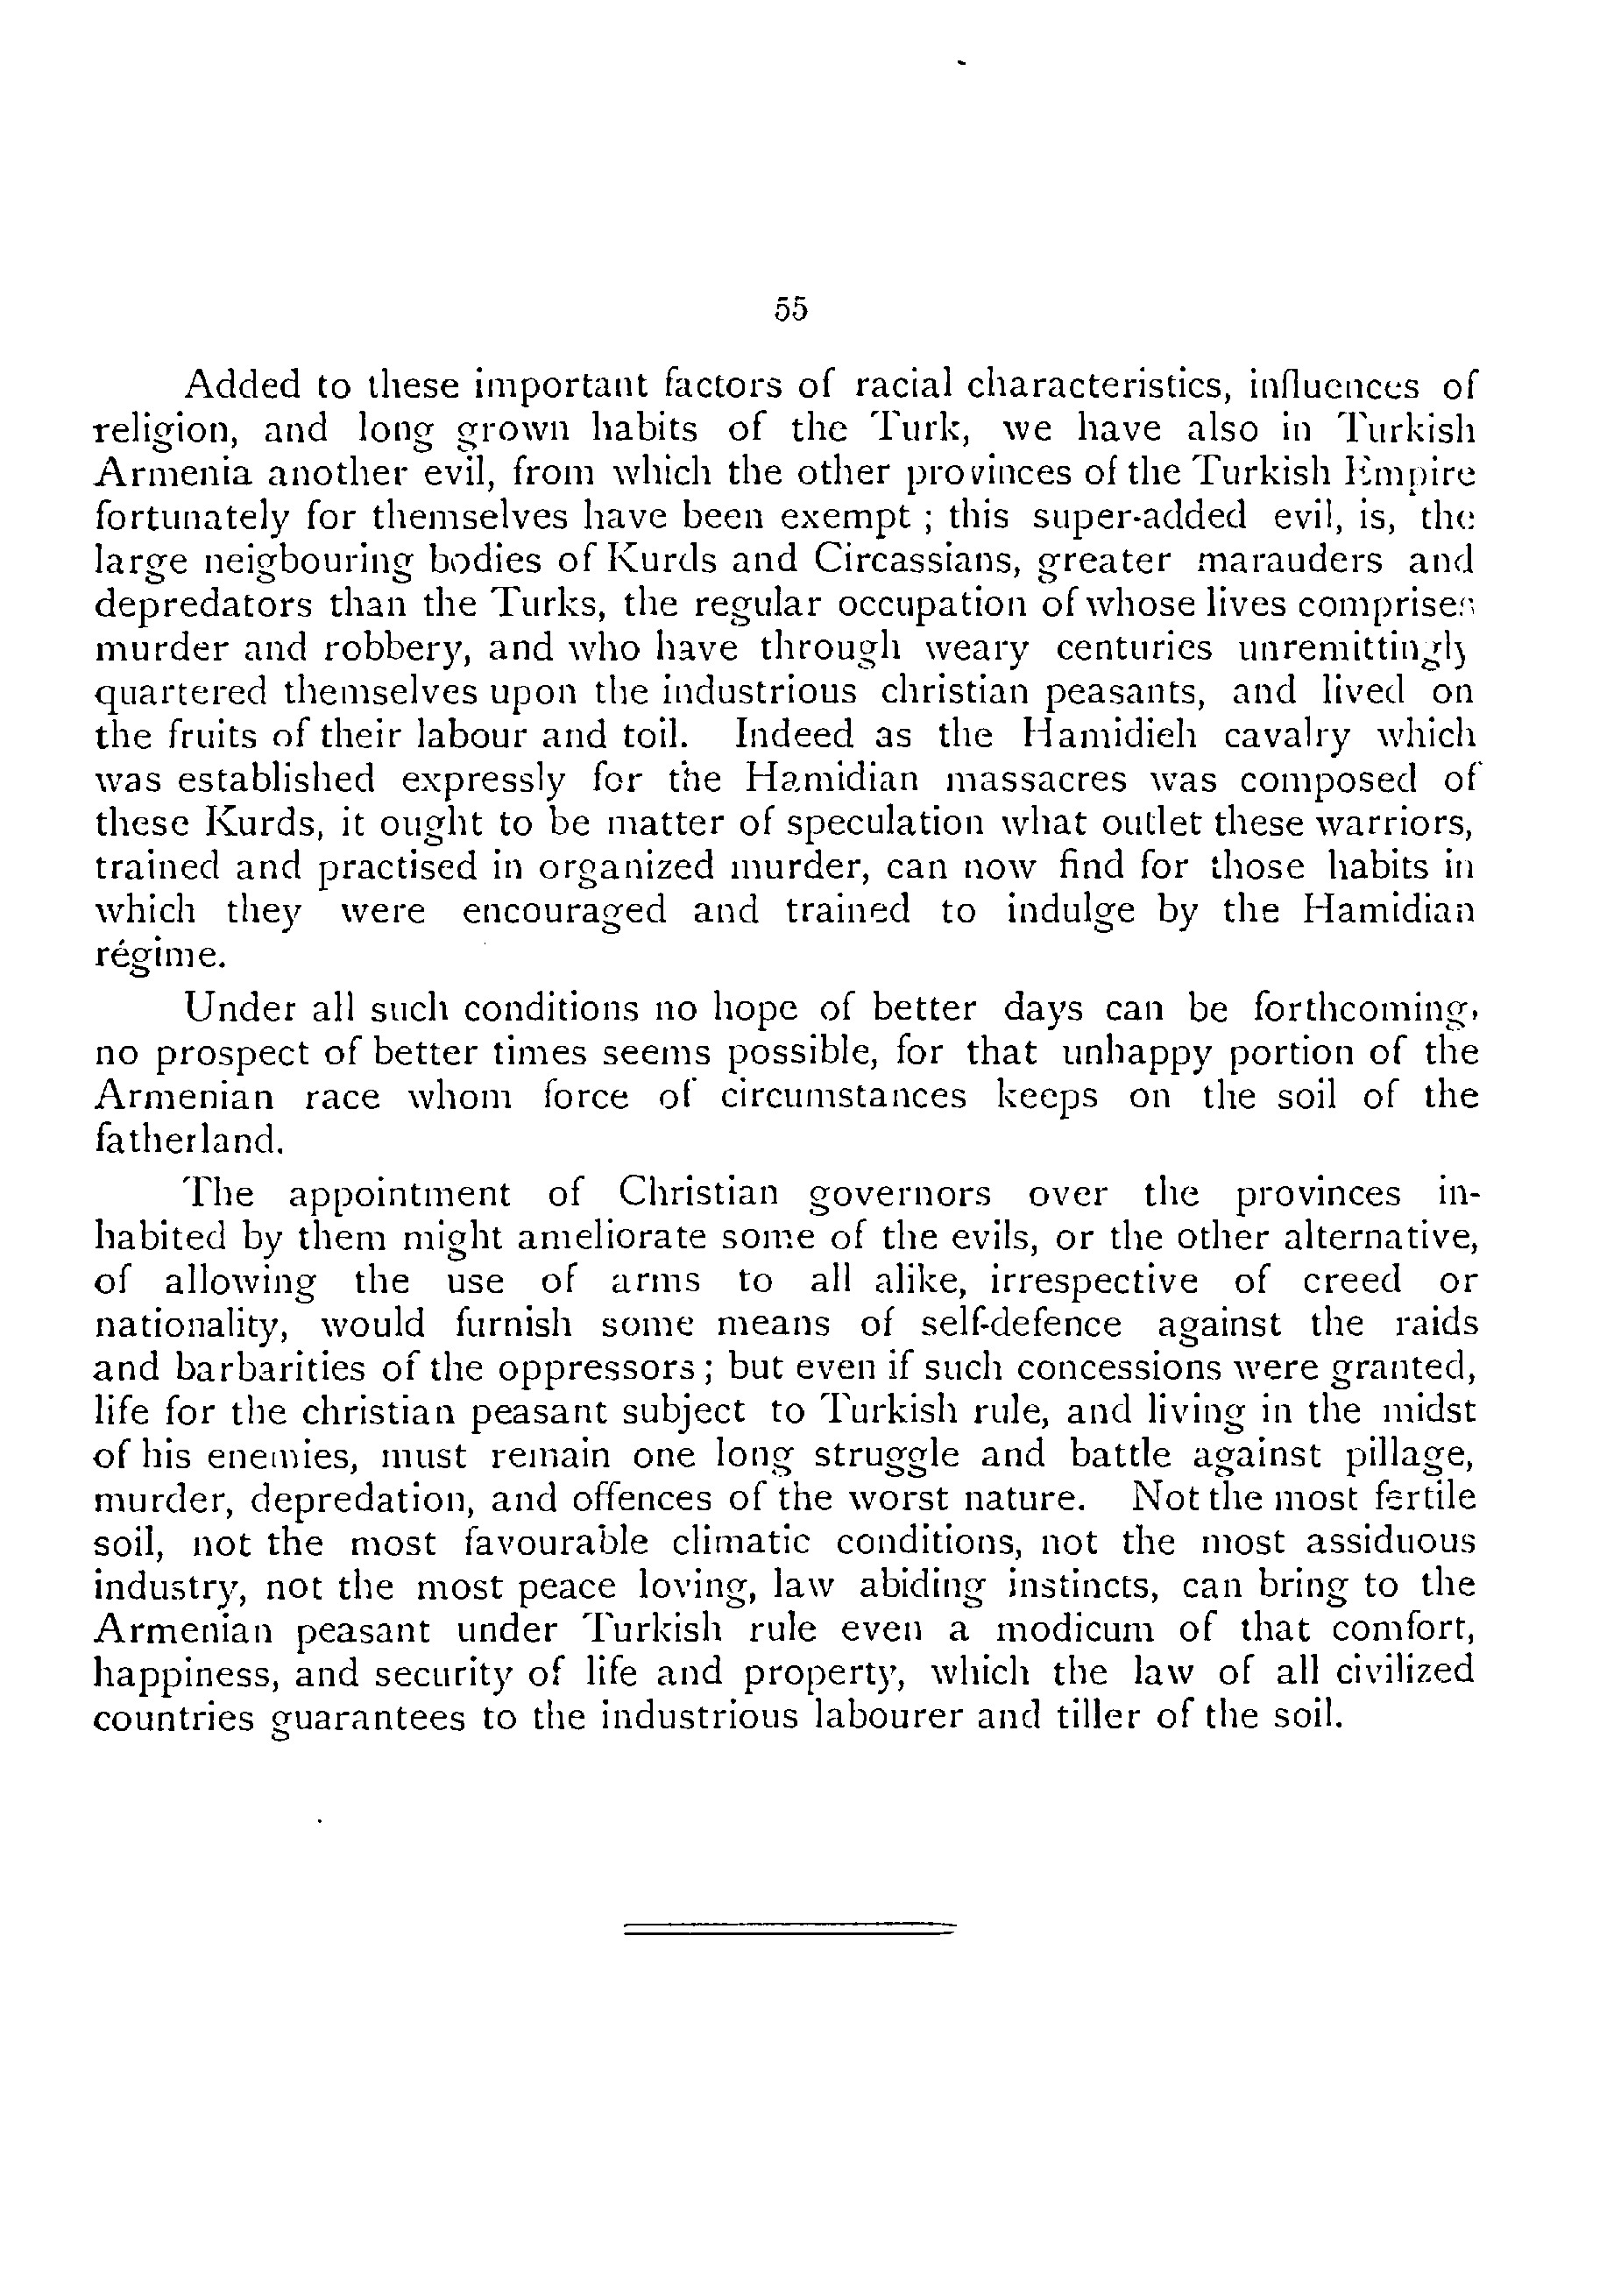 55
Added to these important factors of racial characteristics, influences of
religion, and long grown habits of the Turk, we have also in Turkish
Armenia another evil, from which the other provinces of the Turkish Empire
fortunately for themselves have been exempt ; this super-added evil, is, the
large neigbouring bodies of Kurds and Circassians, greater marauders and
depredators than the Turks, the regular occupation of whose lives comprises
murder and robbery, and who have through weary centuries unremittingly
quartered themselves upon the industrious christian peasants, and lived on
the fruits of their labour and toil. Indeed as the Hamidieh cavalry which
was established expressly for the Hamidian massacres was composed of
these Kurds, it ought to be matter of speculation what outlet these warriors,
trained and practised in organized murder, can now find for those habits in
which they were encouraged and trained to indulge by the Hamidian
régime.
Under all such conditions no hope of better days can be forthcoming,
no prospect of better times seems possible, for that unhappy portion of the
Armenian race whom force of circumstances keeps on the soil of the
fatherland.
The appointment of Christian governors over the provinces in-
habited by them might ameliorate some of the evils, or the other alternative,
of allowing the use of arms to all alike, irrespective of creed or
nationality, would furnish some means of self-defence against the raids
and barbarities of the oppressors ; but even if such concessions were granted,
life for the christian peasant subject to Turkish rule, and living in the midst
of his enemies, must remain one long struggle and battle against pillage,
murder, depredation, and offences of the worst nature. Not the most fertile
soil, not the most favourable climatic conditions, not the most assiduous
industry, not the most peace loving, law abiding instincts, can bring to the
Armenian peasant under Turkish rule even a modicum of that comfort,
happiness, and security of life and property, which the law of all civilized
countries guarantees to the industrious labourer and tiller of the soil.